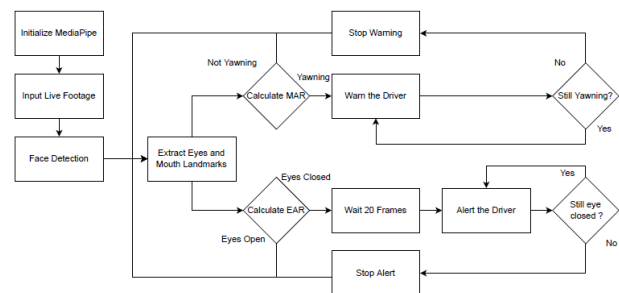 Initialize MediaPipe
Stop Warning
Not Yawning
No
Yawning
Input Live Footage
Calculate MAR
Warn the Driver
Still Yawning?
Yes
Face Detection
Extract Eyes and
Mouth Landmarks
Eyes Closed
Yes
Calculate EAR
Wait 20 Frames
Alert the Driver
Still eye
closed ?
Eyes Open
No
Stop Alert